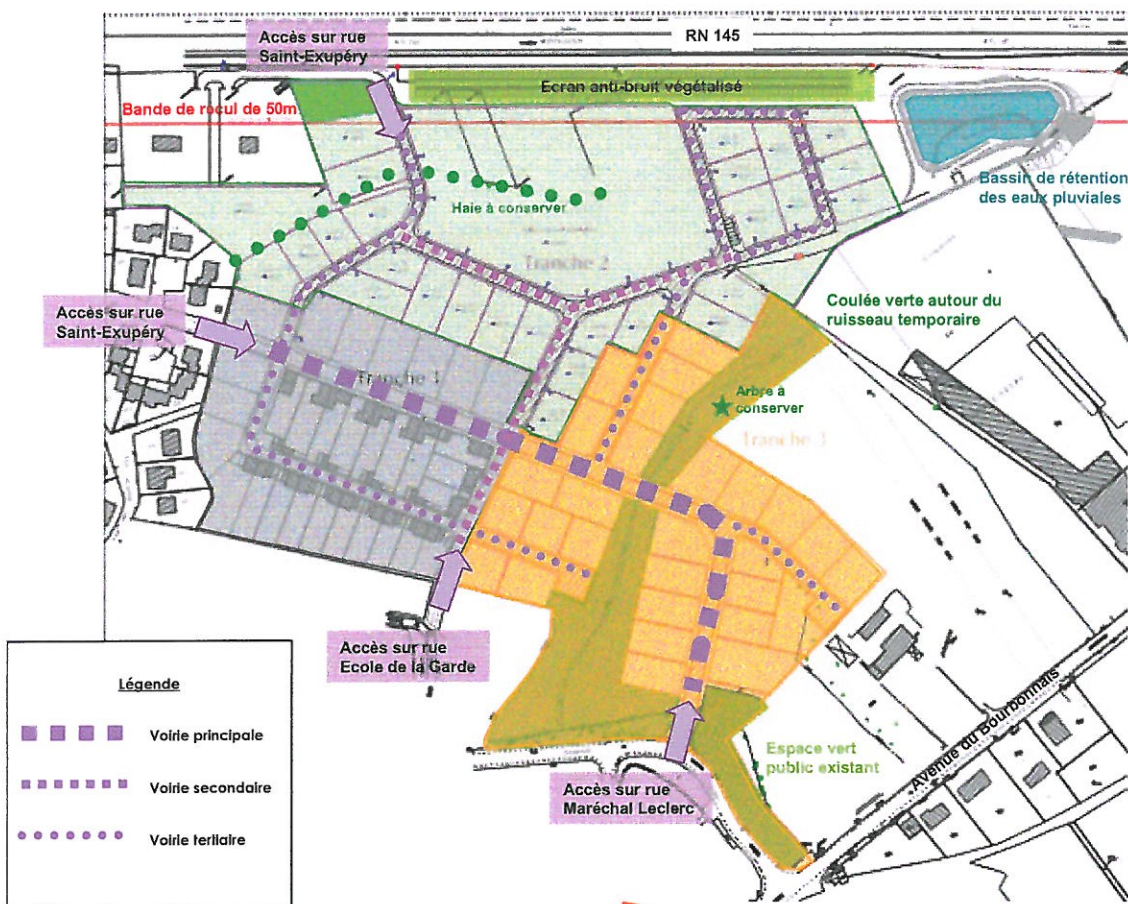 RN 145
Accès sur rue
Saint-Exupéry
Ecran anti-bruit végétalisé
Bande de recul de 50m
Bassin de rétention
des eaux pluviales
Haie à conserver
Tranche 2
Coulée verte autour du
ruisseau temporaire
Accès sur rue
Saint-Exupéry
Tranche 1
Arbre à
conserver
Tranche 3
Accès sur rue
Ecole de la Garde
Avenue du Bourbonnais
Espace vert
public existant
Accès sur rue
Maréchal Leclerc
Légende
Voirie principale
Voirie secondaire
Voirie tertiaire